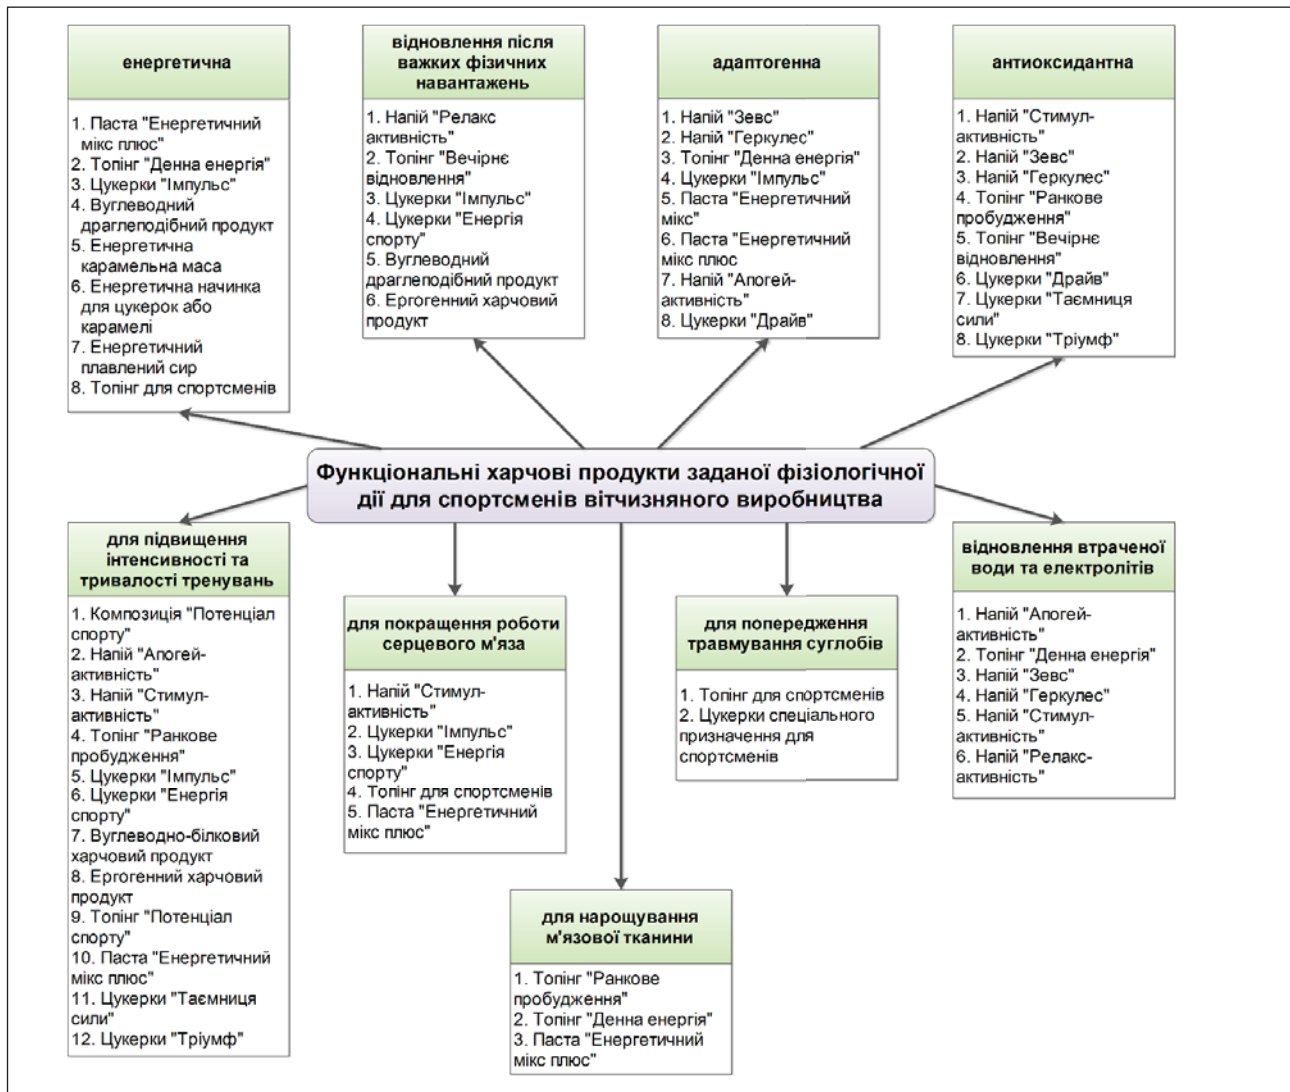 енергетична
1. Паста "Енергетичний
мікс плюс"
2. Топінг "Денна енергія"
3. Цукерки "Імпульс"
4. Вуглеводний
драглеподібний продукт
5. Енергетична
карамельна маса
6. Енергетична начинка
для цукерок або
карамелі
7. Енергетичний
плавлений сир
8. Топінг для спортсменів
відновлення після
важких фізичних
навантажень
1. Напій "Релакс
активність"
2. Топінг "Вечірнє
відновлення"
3. Цукерки "Імпульс"
4. Цукерки "Енергія
спорту"
5. Вуглеводний
драглеподібний продукт
6. Ергогенний харчовий
продукт
адаптогенна
1. Напій "Зевс"
2. Напій "Геркулес"
3. Топінг "Денна енергія"
4. Цукерки "Імпульс"
5. Паста "Енергетичний
мікс"
6. Паста "Енергетичний
мікс плюс
7. Напій "Апогей-
активність"
8. Цукерки "Драйв"
антиоксидантна
1. Напій "Стимул-
активність"
2. Напій "Зевс"
3. Напій "Геркулес"
4. Топінг "Ранкове
пробудження"
5. Топінг "Вечірнє
відновлення"
6. Цукерки "Драйв"
7. Цукерки "Таємниця
сили"
8. Цукерки "Тріумф"
Функціональні харчові продукти заданої фізіологічної
дії для спортсменів вітчизняного виробництва
для підвищення
інтенсивності та
тривалості тренувань
1. Композиція "Потенціал
спорту"
2. Напій "Апогей-
активність"
3. Напій "Стимул-
активність"
4. Топінг "Ранкове
пробудження"
5. Цукерки "Імпульс"
6. Цукерки "Енергія
спорту"
7. Вуглеводно-білковий
харчовий продукт
8. Ергогенний харчовий
продукт
9. Топінг "Потенціал
спорту"
10. Паста "Енергетичний
мікс плюс"
11. Цукерки "Таємниця
сили"
12. Цукерки "Тріумф"
для покращення роботи
серцевого м'яза
1. Напій "Стимул-
активність"
2. Цукерки "Імпульс"
3. Цукерки "Енергія
спорту"
4. Топінг для спортсменів
5. Паста "Енергетичний
мікс плюс"
для нарощування
м'язової тканини
1. Топінг "Ранкове
пробудження"
2. Топінг "Денна енергія"
3. Паста "Енергетичний
мікс плюс"
для попередження
травмування суглобів
1. Топінг для спортсменів
2. Цукерки спеціального
призначення для
спортсменів
відновлення втраченої
води та електролітів
1. Напій "Апогей-
активність"
2. Топінг "Денна енергія"
3. Напій "Зевс"
4. Напій "Геркулес"
5. Напій "Стимул-
активність"
6. Напій "Релакс-
активність"